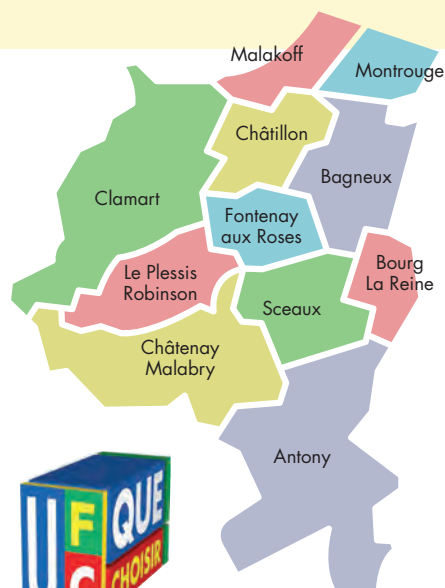 Malakoff
Montrouge
Châtillon
Bagneux
Clamart
Fontenay
aux Roses
Bourg
La Reine
Le Plessis
Robinson
Sceaux
Châtenay
Malabry
Antony
UFC
QUE
CHOISIR